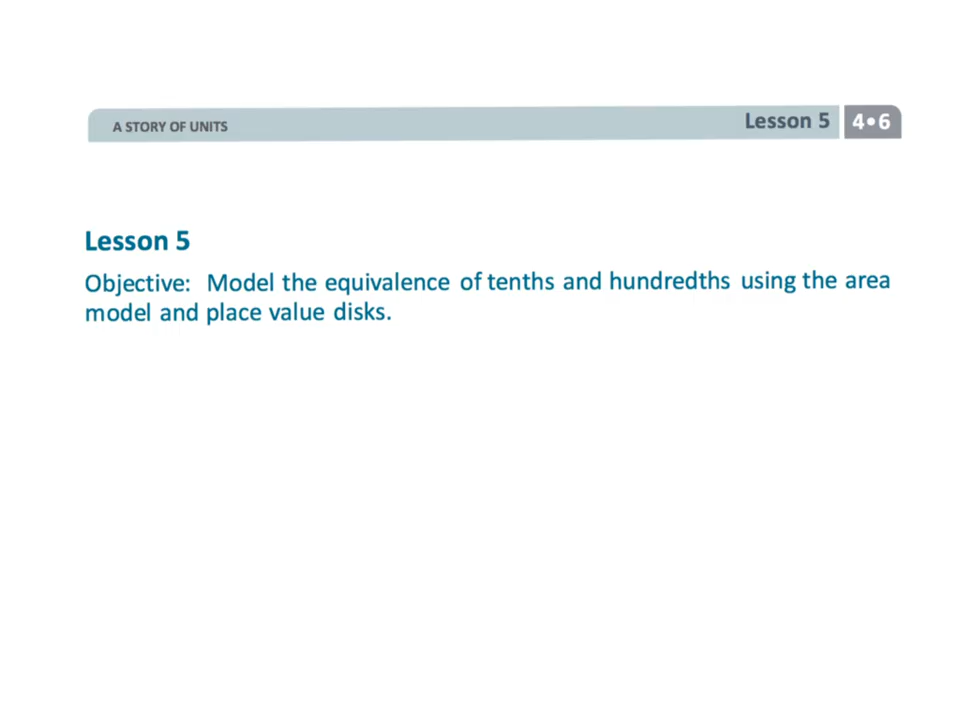 A STORY OF UNITS
Lesson 5 4•6
Lesson 5
Objective: Model the equivalence of tenths and hundredths using the area
model and place value disks.